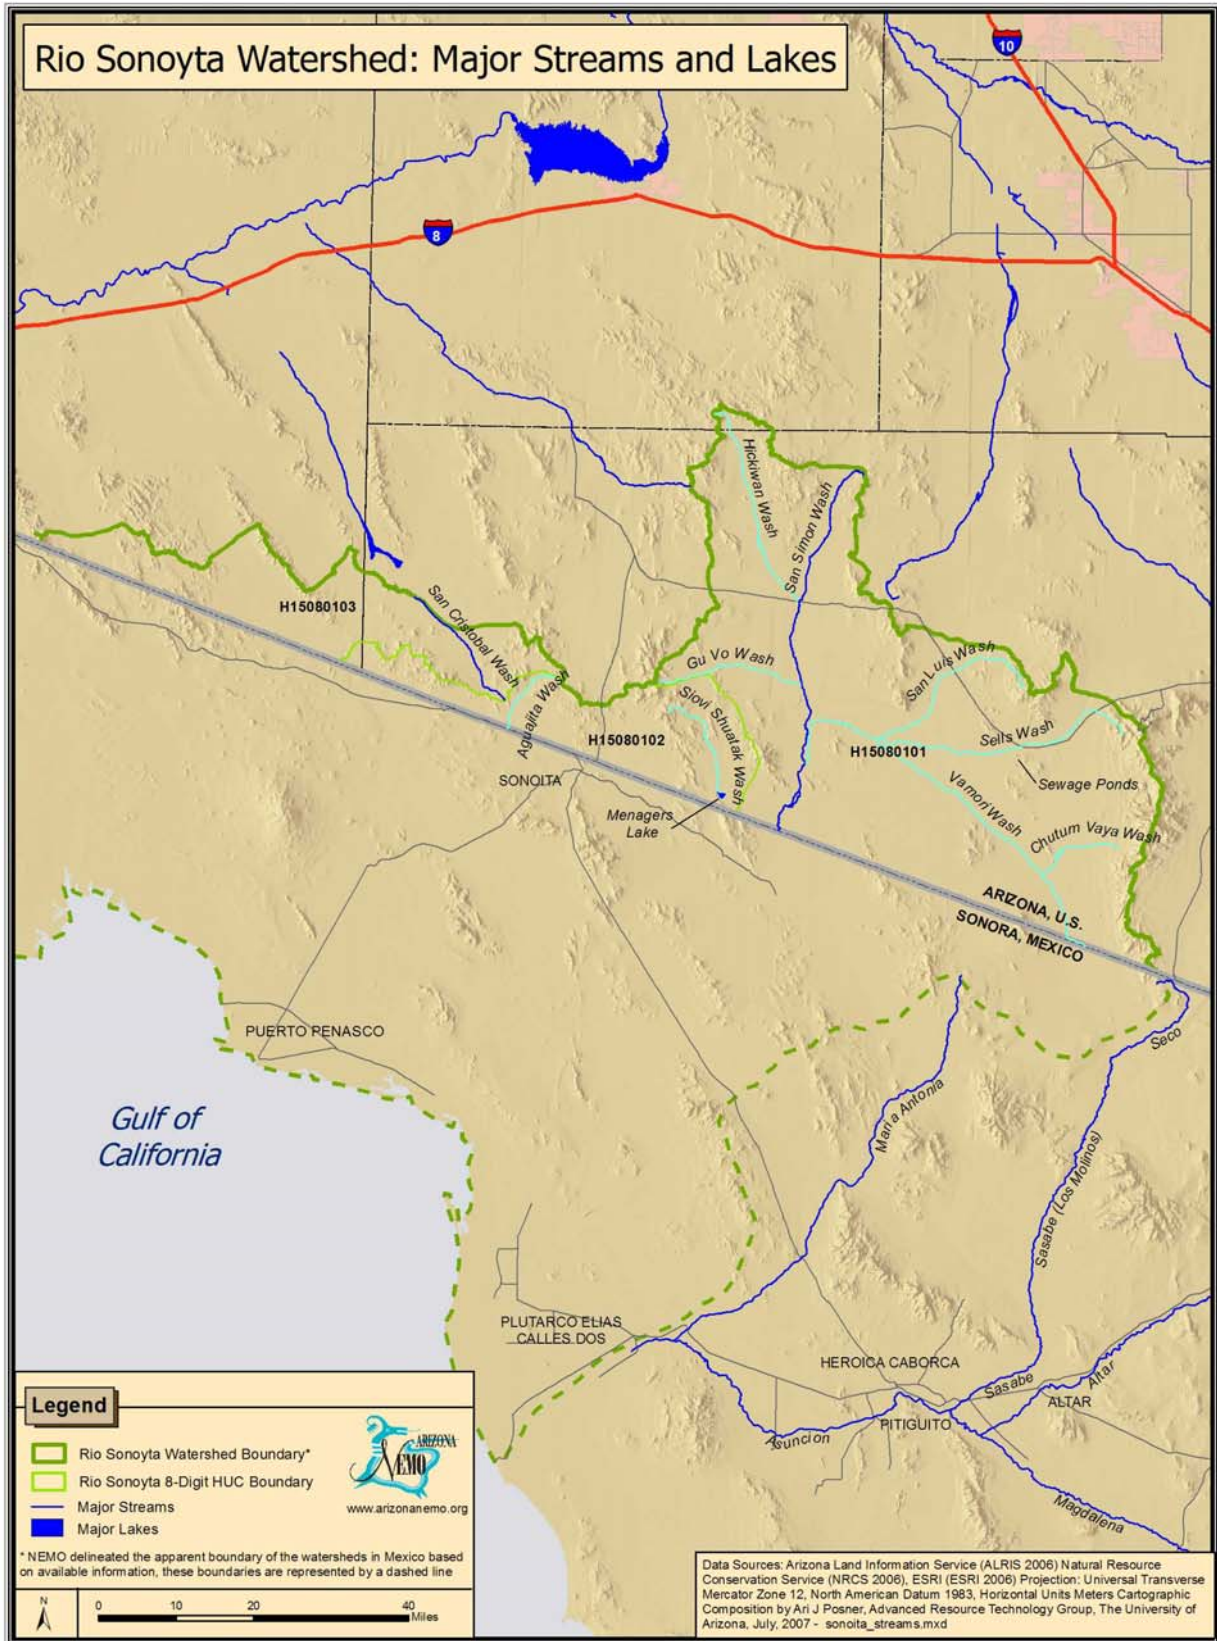 Rio Sonoyta Watershed: Major Streams and Lakes
10
8
Hickiwan Wash
San Simon Wash
H15080103
San Cristobal Wash
Gu Vo Wash
San Luis Wash
Aguajita Wash
Siovi Shuatak Wash
H15080102
H15080101
Sells Wash
SONOITA
Sewage Ponds
Vamori Wash
Menagers
Lake
Chutum Vaya Wash
ARIZONA, U.S.
SONORA, MEXICO
PUERTO PENASCO
Seco
Maria Antonia
Gulf of
California
Sasabe (Los Molinos)
PLUTARCO ELIAS
CALLES DOS
HEROICA CABORCA
Sasabe
Altar
ALTAR
PITIGUITO
Asuncion
Magdalena
Legend
Rio Sonoyta Watershed Boundary*
Rio Sonoyta 8-Digit HUC Boundary
Major Streams
Major Lakes
ARIZONA
NEMO
www.arizonanemo.org
* NEMO delineated the apparent boundary of the watersheds in Mexico based
on available information, these boundaries are represented by a dashed line
N
0 10 20 40
Miles
Data Sources: Arizona Land Information Service (ALRIS 2006) Natural Resource
Conservation Service (NRCS 2006), ESRI (ESRI 2006) Projection: Universal Transverse
Mercator Zone 12, North American Datum 1983, Horizontal Units Meters Cartographic
Composition by Ari J Posner, Advanced Resource Technology Group, The University of
Arizona, July, 2007 - sonoita_streams.mxd